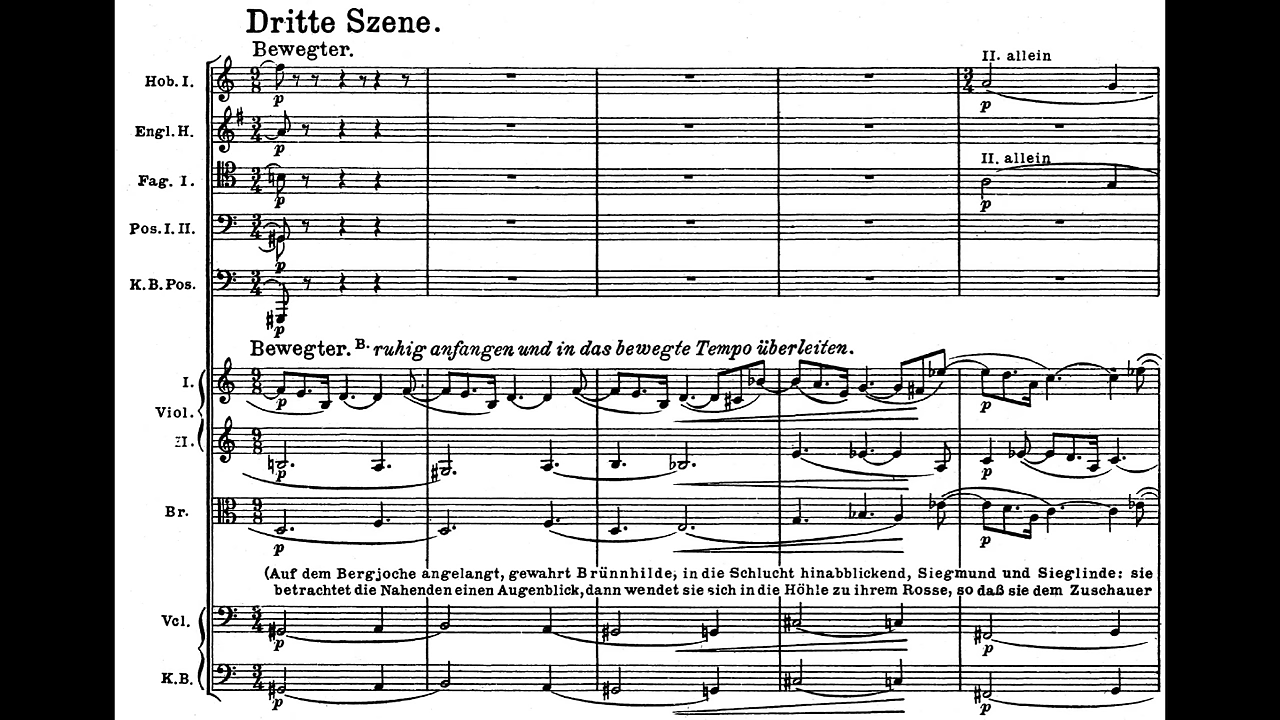 Dritte Szene.
Bewegter.
II. allein
Hob. I.
p
p
Engl. H.
p
II. allein
Fag. I.
p
p
Pos. I. II.
p
K.B. Pos.
p
Bewegter. B. ruhig anfangen und in das bewegte Tempo überleiten.
I.
p
p
Viol.
II.
p
p
Br.
p
p
(Auf dem Bergjoche angelangt, gewahrt Brünnhilde, in die Schlucht hinabblickend, Siegmund und Sieglinde: sie
betrachtet die Nahenden einen Augenblick, dann wendet sie sich in die Höhle zu ihrem Rosse, so daß sie dem Zuschauer
Vcl.
p
p
K.B.
p
p